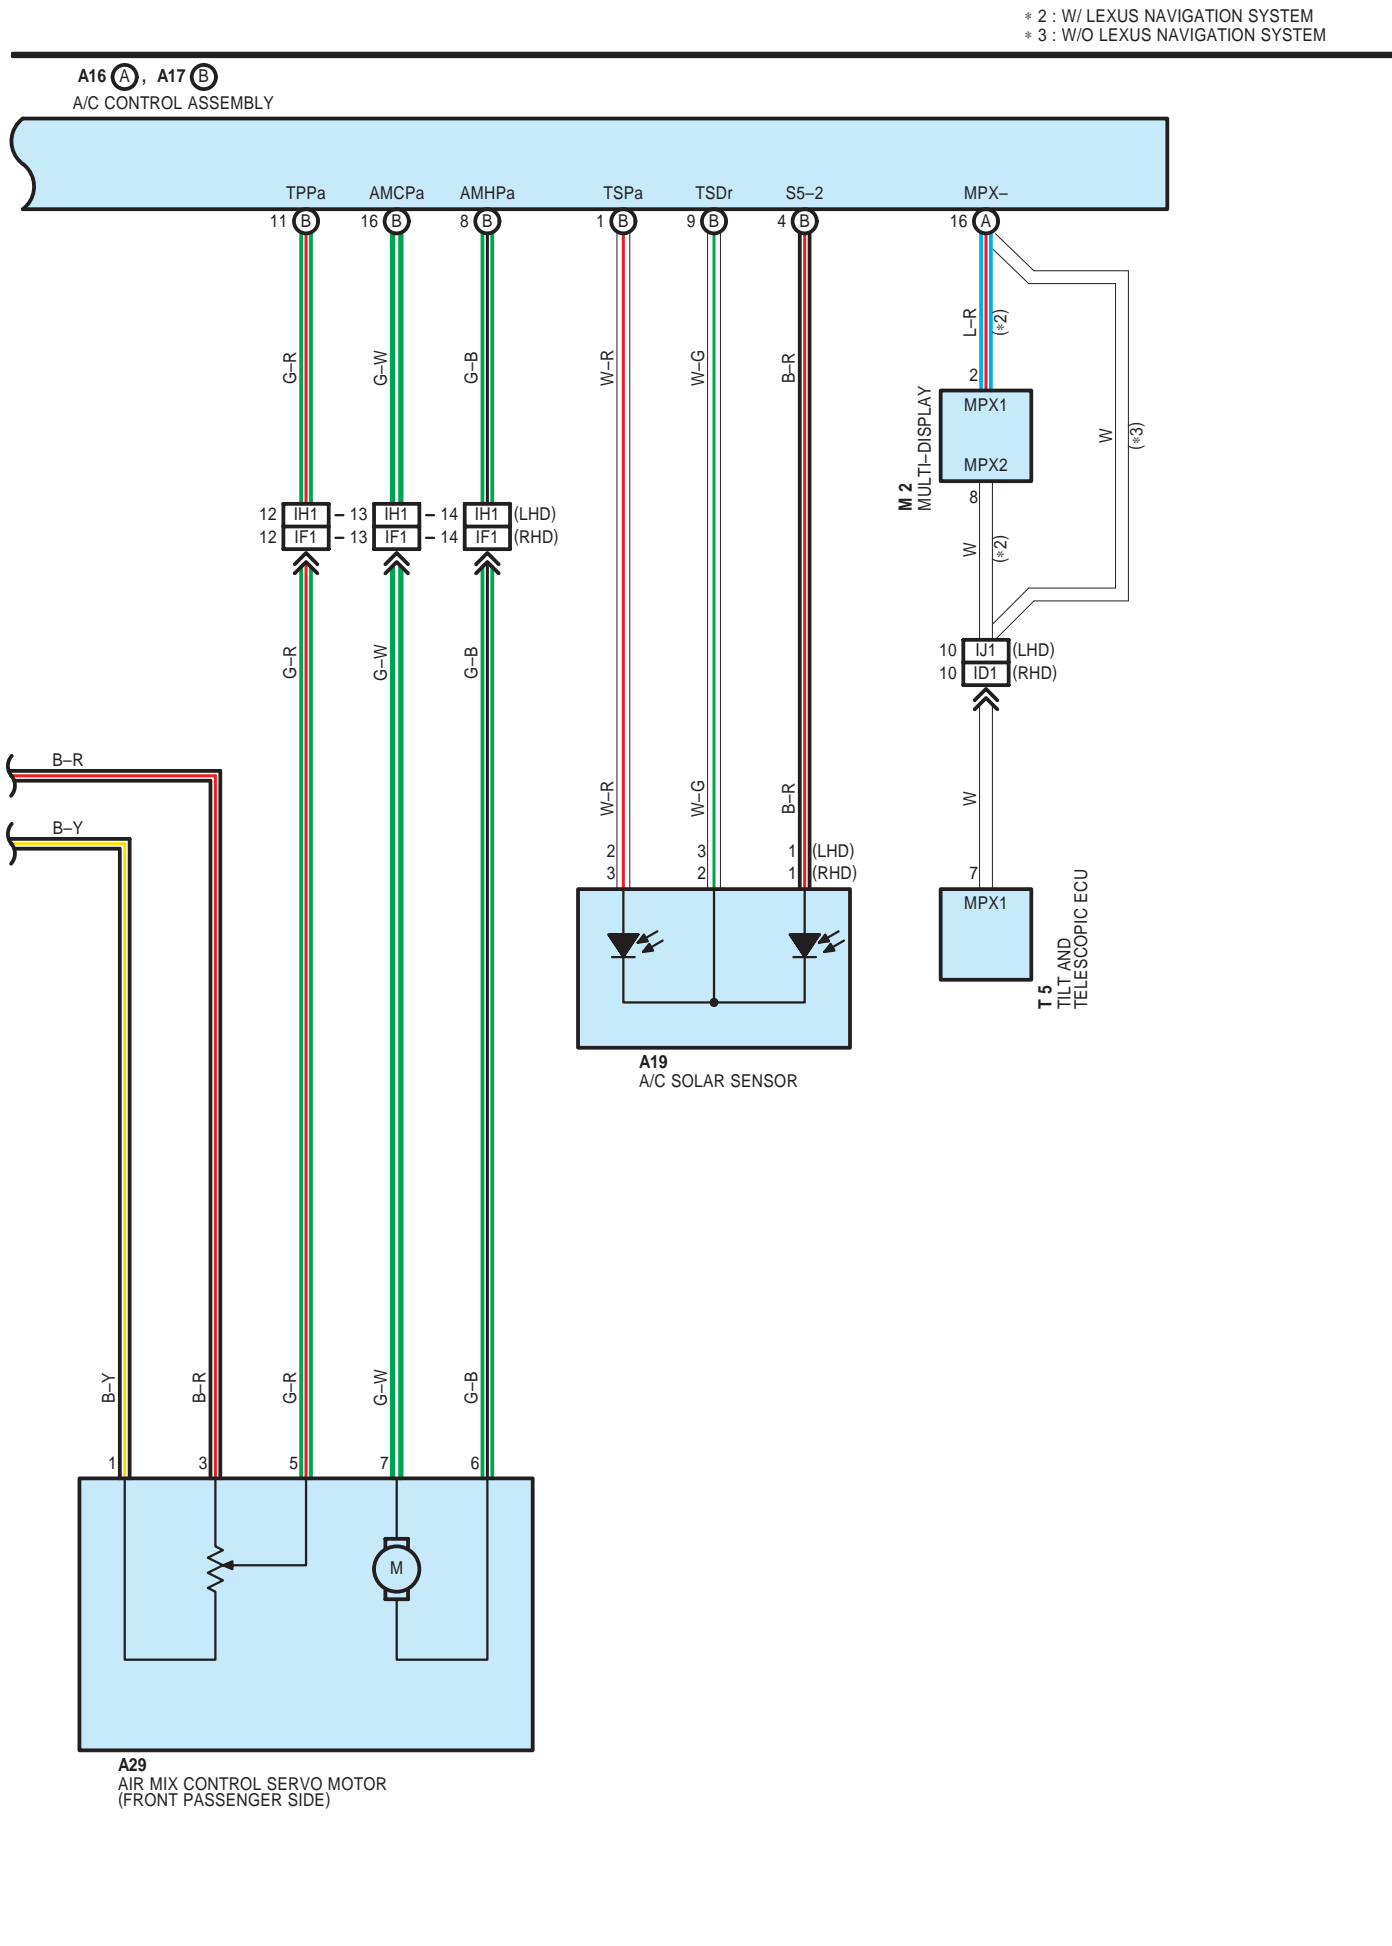 * 2 : W/ LEXUS NAVIGATION SYSTEM
* 3 : W/O LEXUS NAVIGATION SYSTEM
A16 A , A17 B
A/C CONTROL ASSEMBLY
TPPa AMCPa AMHPa TSPa TSDr S5–2 MPX–
11 B 16 B 8 B 1 B 9 B 4 B 16 A
L–R
(*2)
G–R
G–W
G–B
W–R
W–G
B–R
2
MPX1
MPX2
M 2
MULTI–DISPLAY
W
(*3)
8
12 IH1 – 13 IH1 – 14 IH1 (LHD)
12 IF1 – 13 IF1 – 14 IF1 (RHD)
W
(*2)
G–R
G–W
G–B
10 IJ1 (LHD)
10 ID1 (RHD)
B–R
B–Y
W–R
W–G
B–R
W
2 3 1 (LHD)
3 2 1 (RHD)
7
MPX1
T 5
TILT AND
TELESCOPIC ECU
A19
A/C SOLAR SENSOR
B–Y
B–R
G–R
G–W
G–B
1 3 5 7 6
M
A29
AIR MIX CONTROL SERVO MOTOR
(FRONT PASSENGER SIDE)